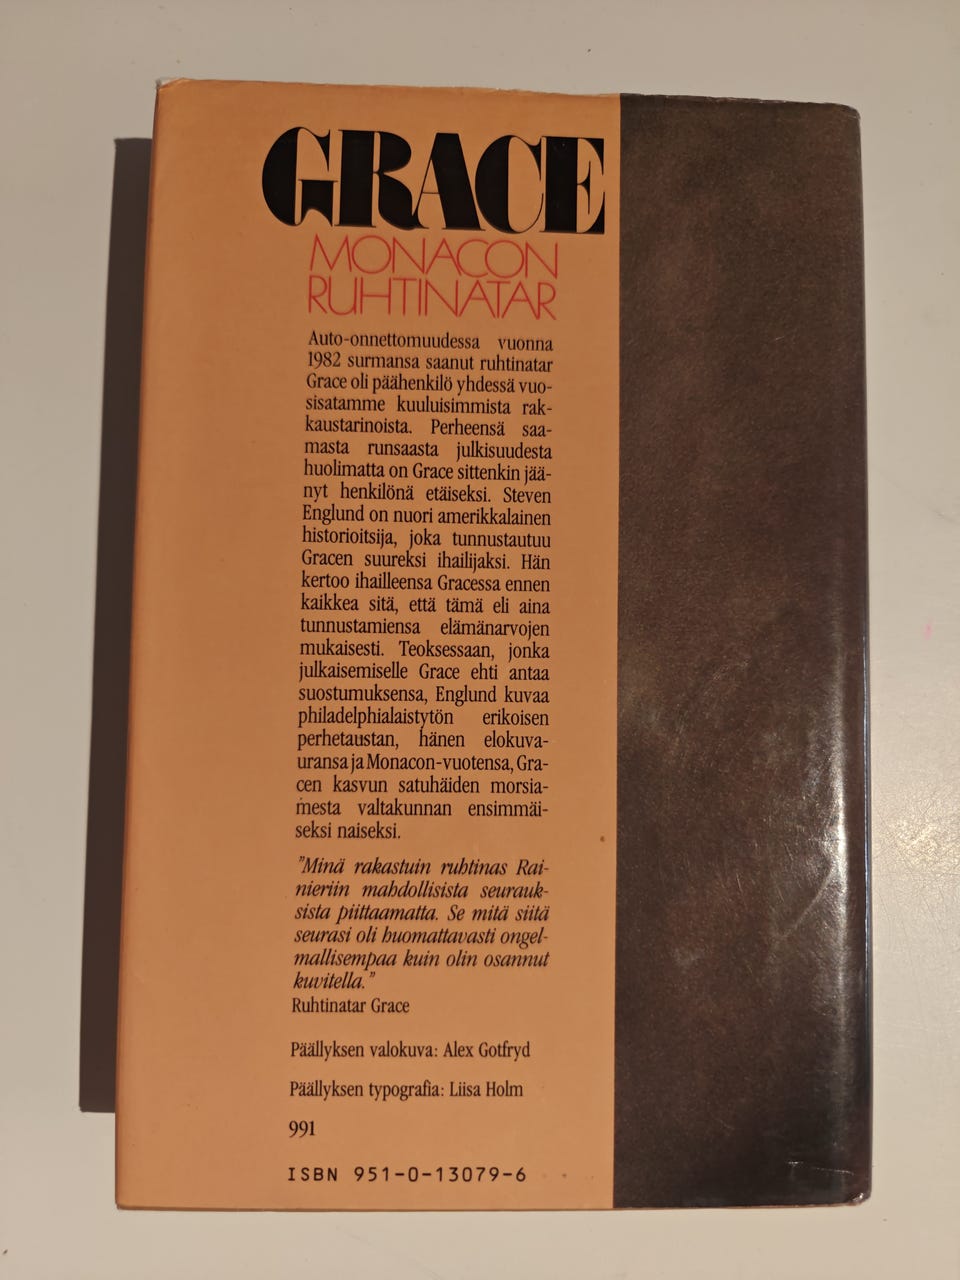 GRACE
MONACON
RUHTINATAR
Auto-onnettomuudessa vuonna
1982 surmansa saanut ruhtinatar
Grace oli päähenkilö yhdessä vuo-
sisatamme kuuluisimmista rak-
kaustarinoista. Perheensä saa-
masta runsaasta julkisuudesta
huolimatta on Grace sittenkin jää-
nyt henkilönä etäiseksi. Steven
Englund on nuori amerikkalainen
historioitsija, joka tunnustautuu
Gracen suureksi ihailijaksi. Hän
kertoo ihailleensa Gracessa ennen
kaikkea sitä, että tämä eli aina
tunnustamiensa elämänarvojen
mukaisesti. Teoksessaan, jonka
julkaisemiselle Grace ehti antaa
suostumuksensa, Englund kuvaa
philadelphialaistytön erikoisen
perhetaustan, hänen elokuva-
uransa ja Monacon-vuotensa, Gra-
cen kasvun satuhäiden morsia-
mesta valtakunnan ensimmäi-
seksi naiseksi.
"Minä rakastuin ruhtinas Rai-
nieriin mahdollisista seurauk-
sista piittaamatta. Se mitä siitä
seurasi oli huomattavasti ongel-
mallisempaa kuin olin osannut
kuvitella."
Ruhtinatar Grace
Päällyksen valokuva: Alex Gotfryd
Päällyksen typografia: Liisa Holm
991
ISBN 951-0-13079-6